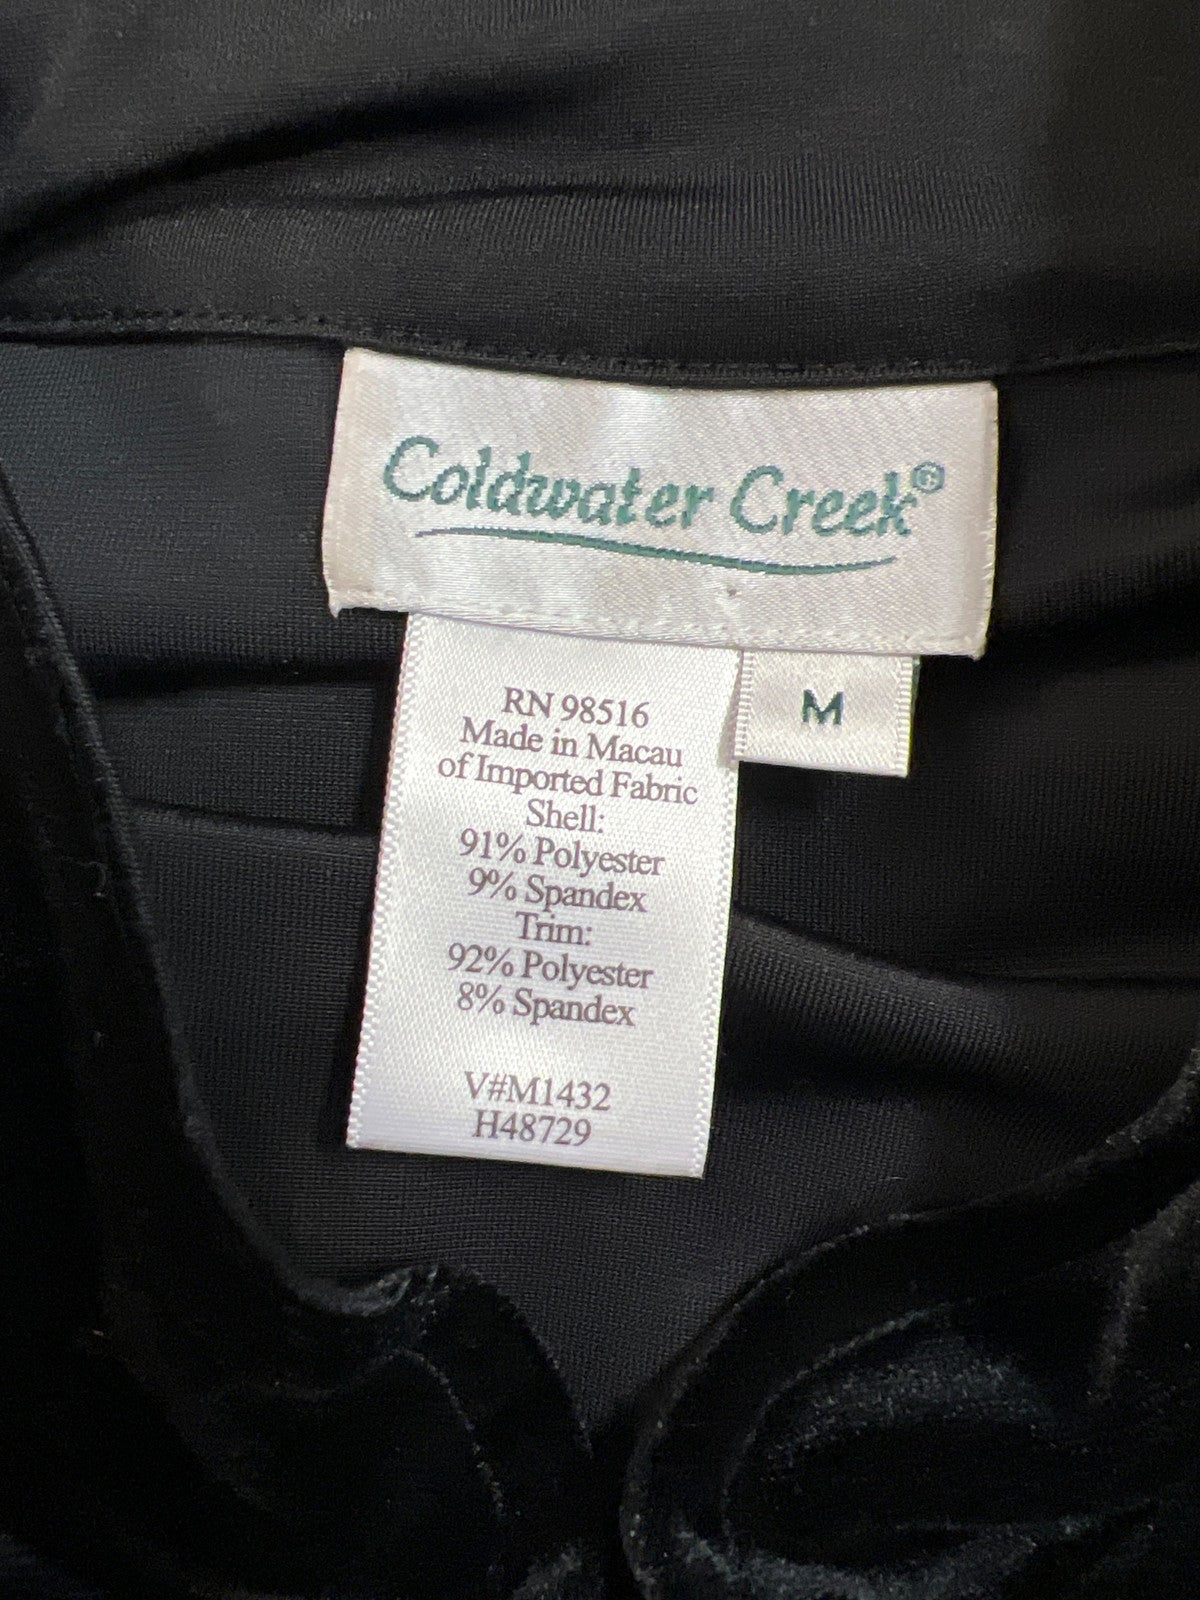 Coldwater Creek®
M
RN 98516
Made in Macau
of Imported Fabric
Shell:
91% Polyester
9% Spandex
Trim:
92% Polyester
8% Spandex
V#M1432
H48729